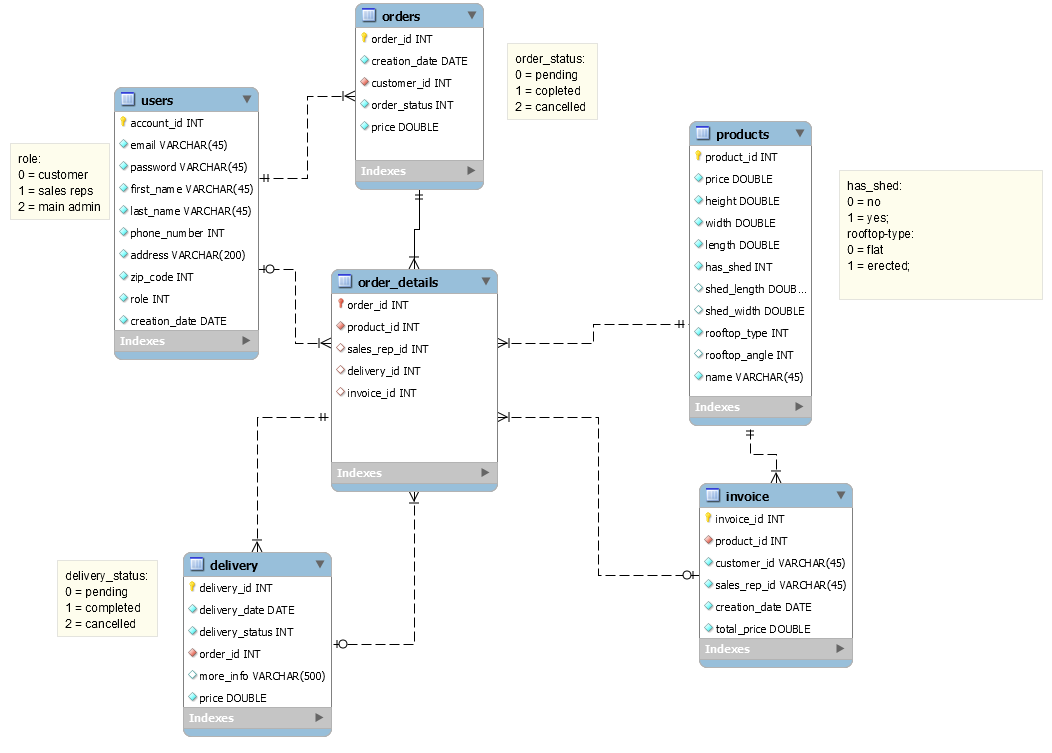 orders
order_id INT
creation_date DATE
customer_id INT
order_status INT
price DOUBLE
Indexes
order_status:
0 = pending
1 = copleted
2 = cancelled
users
account_id INT
email VARCHAR(45)
password VARCHAR(45)
first_name VARCHAR(45)
last_name VARCHAR(45)
phone_number INT
address VARCHAR(200)
zip_code INT
role INT
creation_date DATE
Indexes
role:
0 = customer
1 = sales reps
2 = main admin
products
product_id INT
price DOUBLE
height DOUBLE
width DOUBLE
length DOUBLE
has_shed INT
shed_length DOUB...
shed_width DOUBLE
rooftop_type INT
rooftop_angle INT
name VARCHAR(45)
Indexes
has_shed:
0 = no
1 = yes;
rooftop-type:
0 = flat
1 = erected;
order_details
order_id INT
product_id INT
sales_rep_id INT
delivery_id INT
invoice_id INT
Indexes
invoice
invoice_id INT
product_id INT
customer_id VARCHAR(45)
sales_rep_id VARCHAR(45)
creation_date DATE
total_price DOUBLE
Indexes
delivery_status:
0 = pending
1 = completed
2 = cancelled
delivery
delivery_id INT
delivery_date DATE
delivery_status INT
order_id INT
more_info VARCHAR(500)
price DOUBLE
Indexes